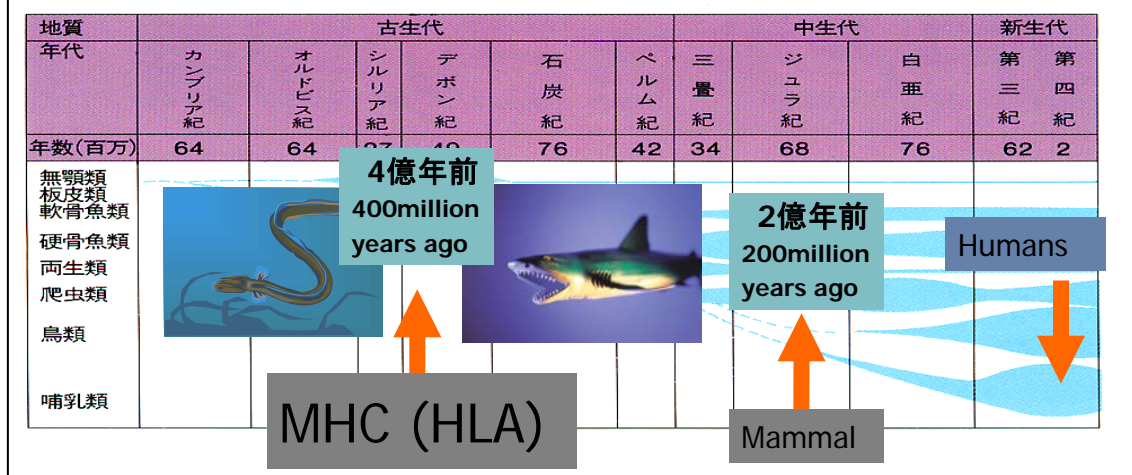 地質年代
古生代 中生代 新生代
カンブリア紀 オルドビス紀 シルリア紀 デボン紀 石炭紀 ペルム紀 三畳紀 ジュラ紀 白亜紀 第三紀 第四紀
年数(百万) 64 64 76 42 34 68 76 62 2
無顎類
板皮類
軟骨魚類
硬骨魚類
両生類
爬虫類
鳥類
哺乳類
4億年前
400million
years ago
2億年前
200million
years ago
Humans
MHC (HLA)
Mammal